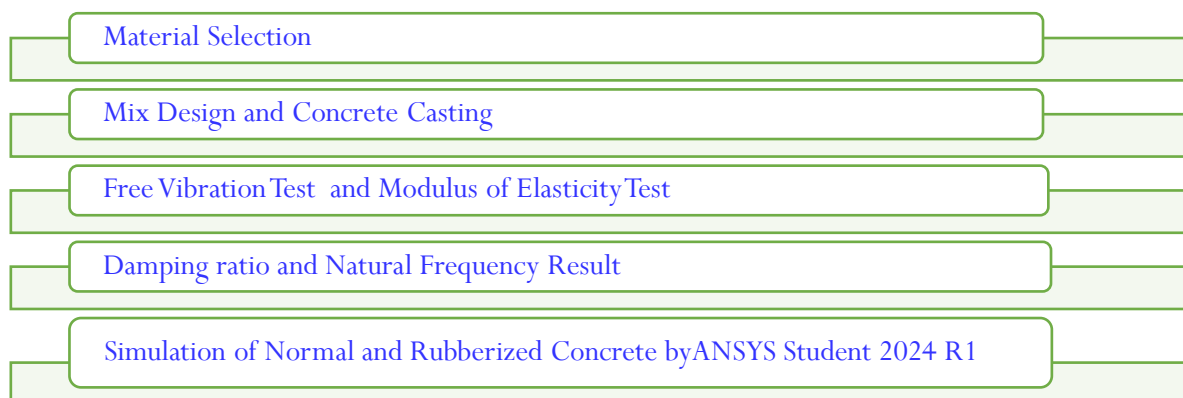 Material Selection
Mix Design and Concrete Casting
Free Vibration Test  and Modulus of Elasticity Test
Damping ratio and Natural Frequency Result
Simulation of Normal and Rubberized Concrete byANSYS Student 2024 R1